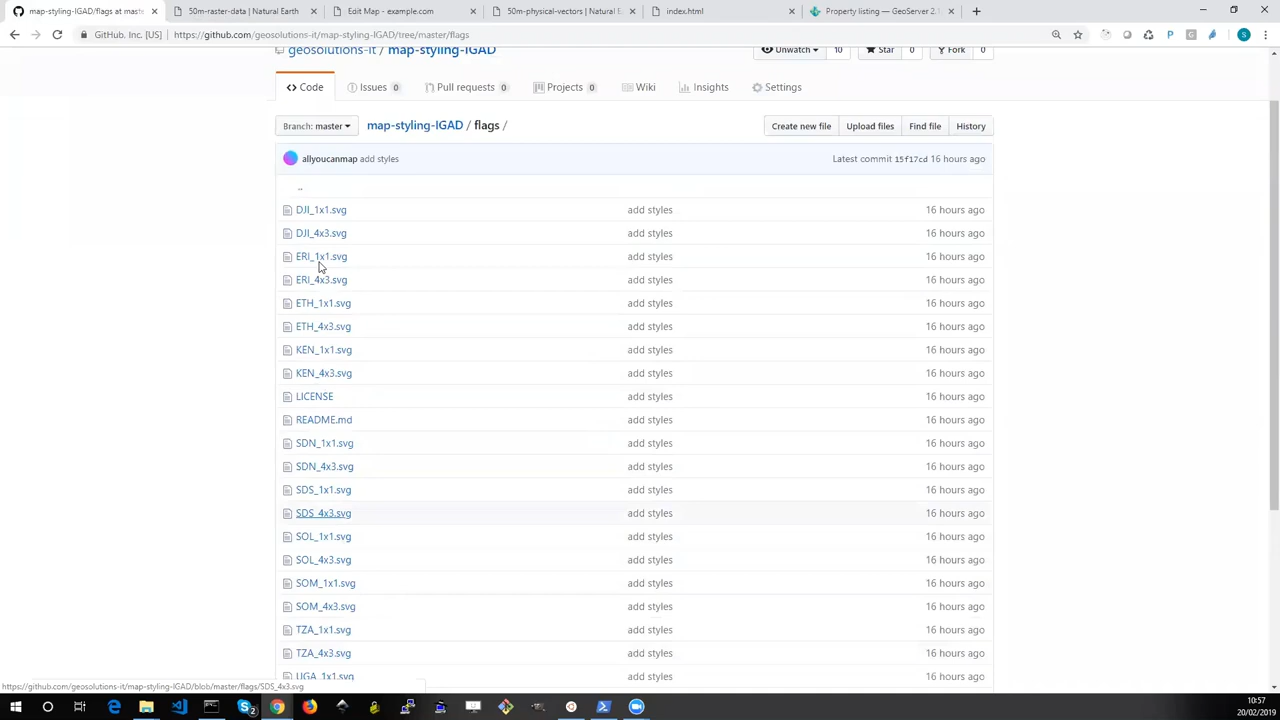 map-styling-IGAD/flags at mast
50m-raster-data | Natural Earth
Edit Map - example.com
50m-physical-vectors | Natural E
index.html
Property listing — GeoServer 2.1
GitHub, Inc. [US]
https://github.com/geosolutions-it/map-styling-IGAD/tree/master/flags
geosolutions-it / map-styling-IGAD
Unwatch 10
Star 0
Fork 0
Code
Issues 0
Pull requests 0
Projects 0
Wiki
Insights
Settings
Branch: master
map-styling-IGAD / flags /
Create new file
Upload files
Find file
History
allyoucanmap add styles
Latest commit 15f17cd 16 hours ago
..
DJI_1x1.svg add styles 16 hours ago
DJI_4x3.svg add styles 16 hours ago
ERI_1x1.svg add styles 16 hours ago
ERI_4x3.svg add styles 16 hours ago
ETH_1x1.svg add styles 16 hours ago
ETH_4x3.svg add styles 16 hours ago
KEN_1x1.svg add styles 16 hours ago
KEN_4x3.svg add styles 16 hours ago
LICENSE add styles 16 hours ago
README.md add styles 16 hours ago
SDN_1x1.svg add styles 16 hours ago
SDN_4x3.svg add styles 16 hours ago
SDS_1x1.svg add styles 16 hours ago
SDS_4x3.svg add styles 16 hours ago
SOL_1x1.svg add styles 16 hours ago
SOL_4x3.svg add styles 16 hours ago
SOM_1x1.svg add styles 16 hours ago
SOM_4x3.svg add styles 16 hours ago
TZA_1x1.svg add styles 16 hours ago
TZA_4x3.svg add styles 16 hours ago
UGA_1x1.svg add styles 16 hours ago
https://github.com/geosolutions-it/map-styling-IGAD/blob/master/flags/SDS_4x3.svg
10:57
20/02/2019